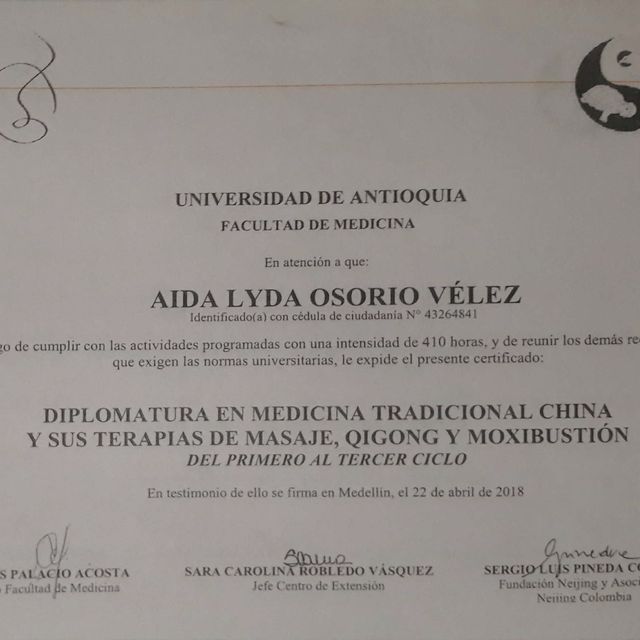 UNIVERSIDAD DE ANTIOQUIA
FACULTAD DE MEDICINA
En atención a que:
AIDA LYDA OSORIO VÉLEZ
Identificado(a) con cédula de ciudadanía N° 43264841
de cumplir con las actividades programadas con una intensidad de 410 horas, y de reunir los demás
que exigen las normas universitarias, le expide el presente certificado:
DIPLOMATURA EN MEDICINA TRADICIONAL CHINA
Y SUS TERAPIAS DE MASAJE, QIGONG Y MOXIBUSTIÓN
DEL PRIMERO AL TERCER CICLO
En testimonio de ello se firma en Medellín, el 22 de abril de 2018
PALACIO ACOSTA
Facultad de Medicina
SARA CAROLINA ROBLEDO VÁSQUEZ
Jefe Centro de Extensión
SERGIO LUIS PINEDA
Fundación Neijing y
Neijing Colombia